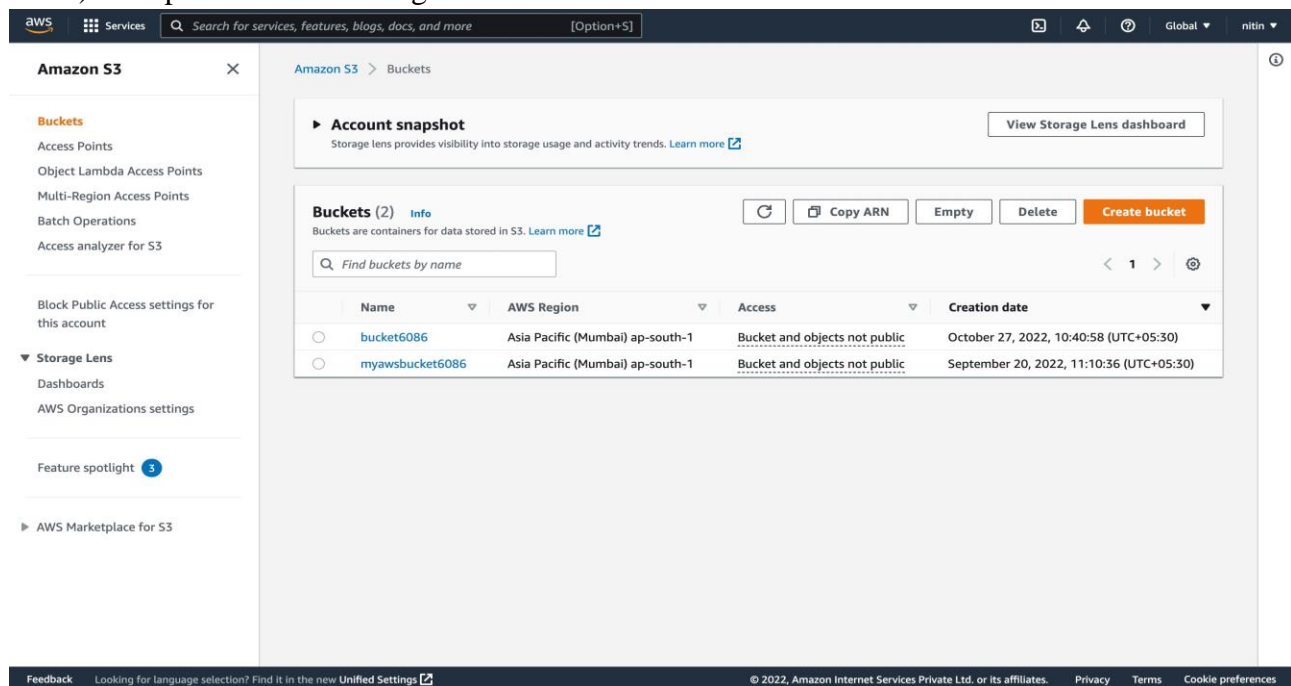 aws
Services
Search for services, features, blogs, docs, and more [Option+S]
Global ▼
nitin ▼
Amazon S3
Buckets
Access Points
Object Lambda Access Points
Multi-Region Access Points
Batch Operations
Access analyzer for S3
Block Public Access settings for
this account
▼ Storage Lens
Dashboards
AWS Organizations settings
Feature spotlight 3
▶ AWS Marketplace for S3
Amazon S3 > Buckets
▶ Account snapshot
Storage lens provides visibility into storage usage and activity trends. Learn more
View Storage Lens dashboard
Buckets (2) Info
Buckets are containers for data stored in S3. Learn more
Copy ARN
Empty
Delete
Create bucket
Find buckets by name
< 1 >
Name AWS Region Access Creation date
bucket6086 Asia Pacific (Mumbai) ap-south-1 Bucket and objects not public October 27, 2022, 10:40:58 (UTC+05:30)
myawsbucket6086 Asia Pacific (Mumbai) ap-south-1 Bucket and objects not public September 20, 2022, 11:10:36 (UTC+05:30)
Feedback Looking for language selection? Find it in the new Unified Settings
© 2022, Amazon Internet Services Private Ltd. or its affiliates. Privacy Terms Cookie preferences